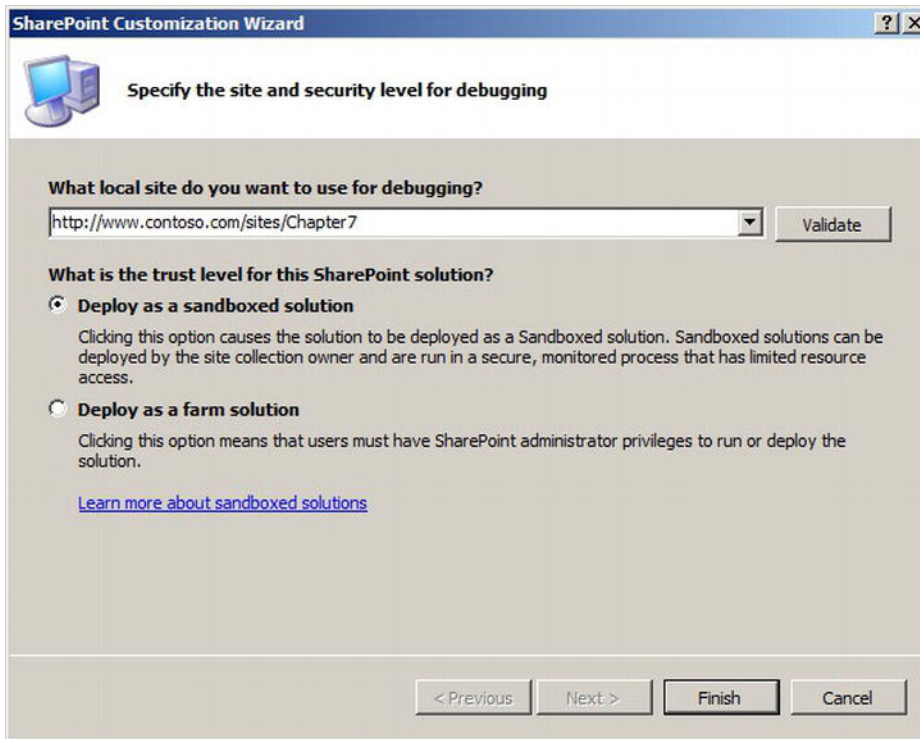 SharePoint Customization Wizard
Specify the site and security level for debugging
What local site do you want to use for debugging?
http://www.contoso.com/sites/Chapter7
Validate
What is the trust level for this SharePoint solution?
Deploy as a sandboxed solution
Clicking this option causes the solution to be deployed as a Sandboxed solution. Sandboxed solutions can be
deployed by the site collection owner and are run in a secure, monitored process that has limited resource
access.
Deploy as a farm solution
Clicking this option means that users must have SharePoint administrator privileges to run or deploy the
solution.
Learn more about sandboxed solutions
< Previous Next > Finish Cancel